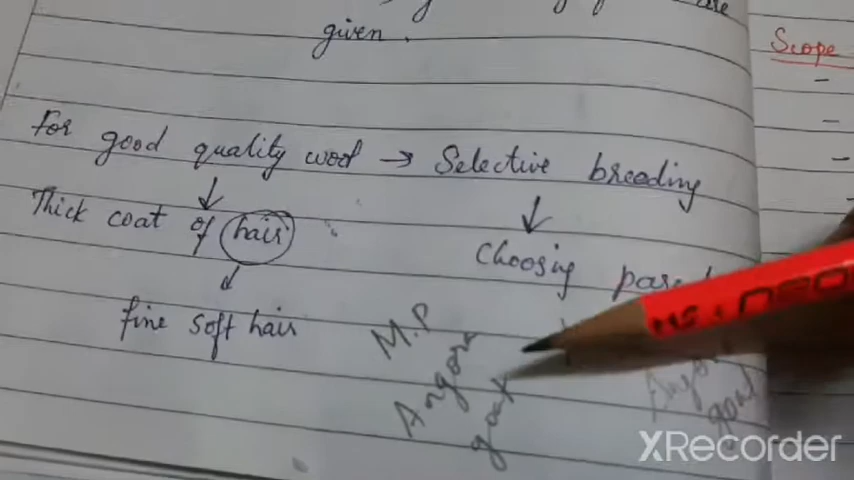 given.
Scope
For good quality wool → Selective breeding
Thick coat of hair
Choosing
fine soft hair
M.P
Angora
goat
goat
XRecorder